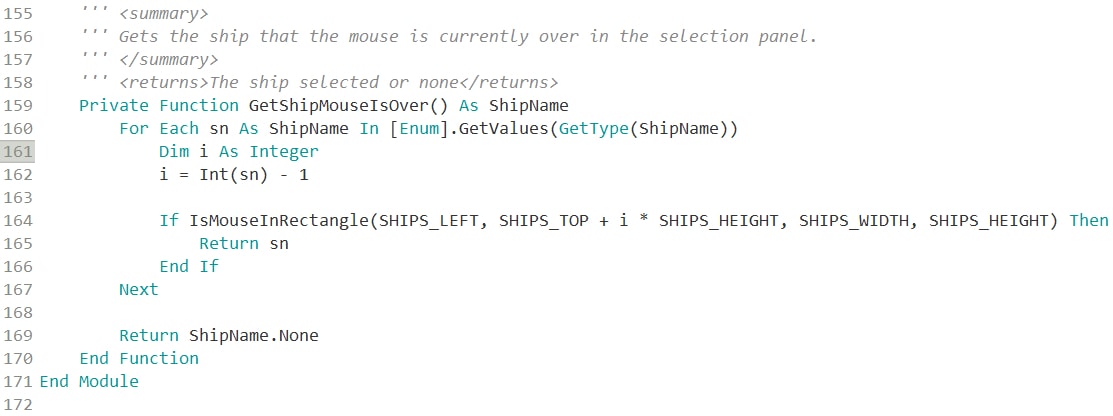 155 ''' <summary>
156 ''' Gets the ship that the mouse is currently over in the selection panel.
157 ''' </summary>
158 ''' <returns>The ship selected or none</returns>
159 Private Function GetShipMouseIsOver() As ShipName
160 For Each sn As ShipName In [Enum].GetValues(GetType(ShipName))
161 Dim i As Integer
162 i = Int(sn) - 1
163
164 If IsMouseInRectangle(SHIPS_LEFT, SHIPS_TOP + i * SHIPS_HEIGHT, SHIPS_WIDTH, SHIPS_HEIGHT) Then
165 Return sn
166 End If
167 Next
168
169 Return ShipName.None
170 End Function
171 End Module
172